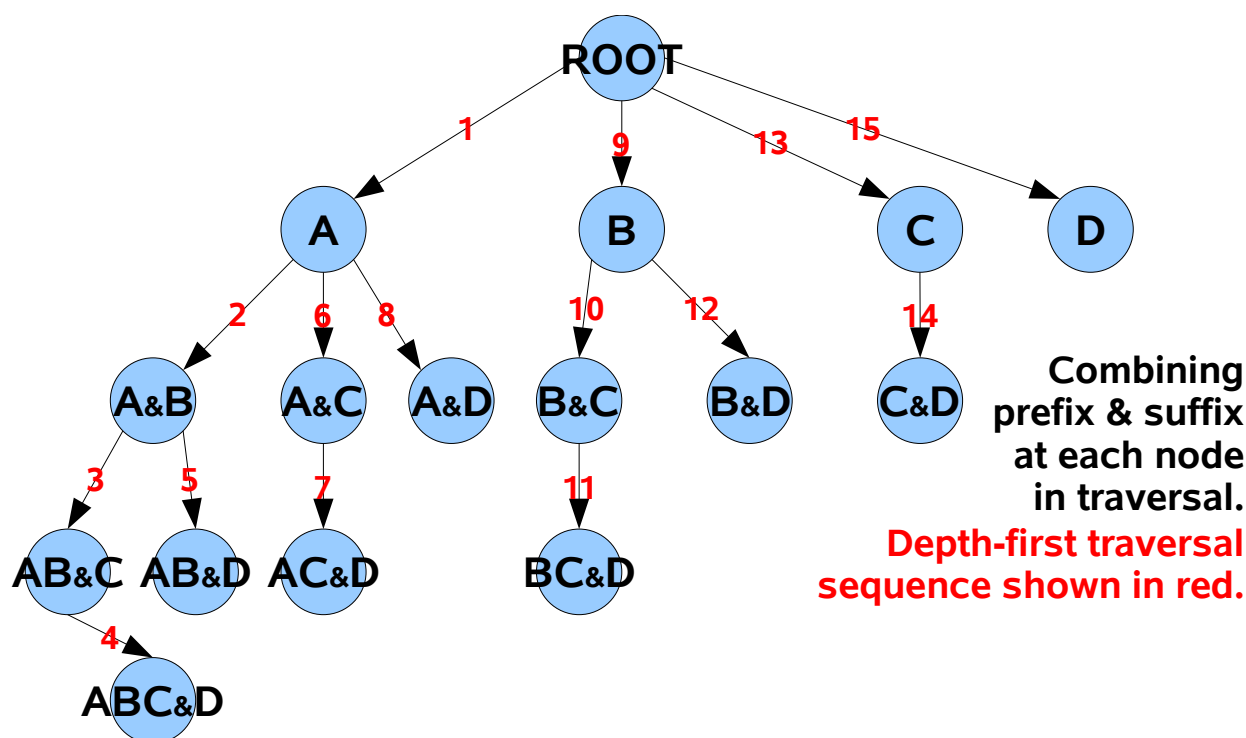 ROOT
1
9
13
15
A
B
C
D
2
6
8
10
12
14
A&B
A&C
A&D
B&C
B&D
C&D
Combining
prefix & suffix
at each node
in traversal.
3
5
7
11
AB&C
AB&D
AC&D
BC&D
Depth-first traversal
sequence shown in red.
4
ABC&D